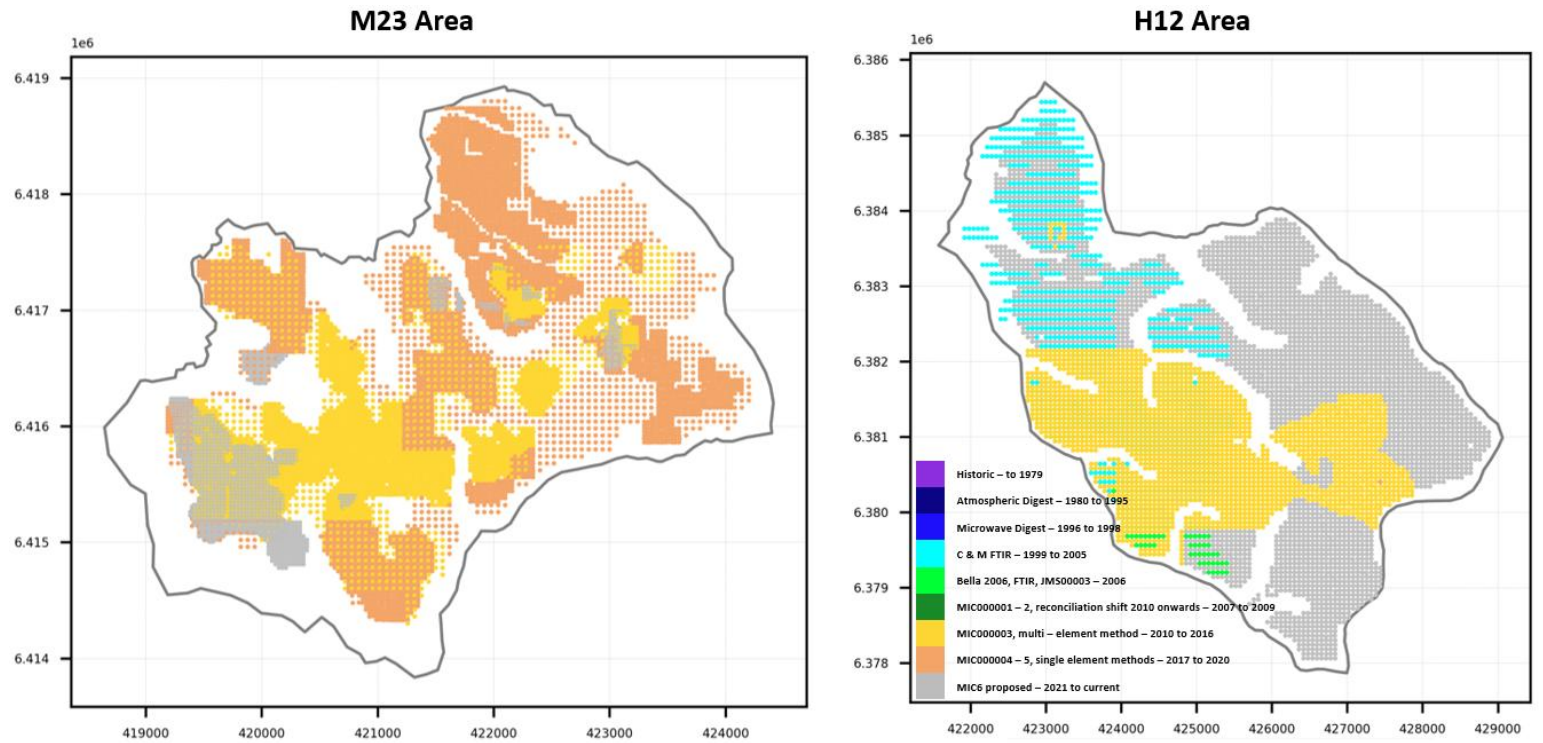 M23 Area
H12 Area
1e6
6.419
6.418
6.417
6.416
6.415
6.414
419000 420000 421000 422000 423000 424000
1e6
6.386
6.385
6.384
6.383
6.382
6.381
6.380
6.379
6.378
Historic – to 1979
Atmospheric Digest – 1980 to 1995
Microwave Digest – 1996 to 1998
C & M FTIR – 1999 to 2005
Bella 2006, FTIR, JMS00003 – 2006
MIC000001 – 2, reconciliation shift 2010 onwards – 2007 to 2009
MIC000003, multi – element method – 2010 to 2016
MIC000004 – 5, single element methods – 2017 to 2020
MIC6 proposed – 2021 to current
422000 423000 424000 425000 426000 427000 428000 429000